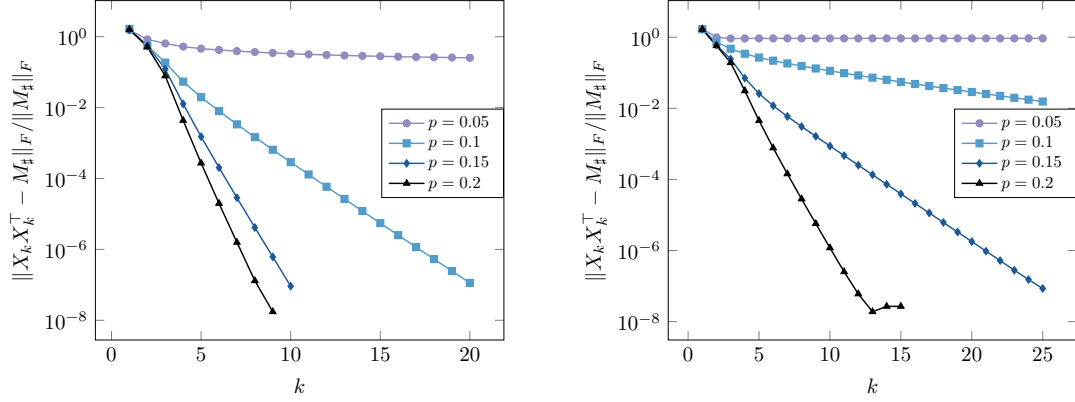 10^0
10^{-2}
10^{-4}
10^{-6}
10^{-8}
∥X_k X_k^⊤ − M_♯∥_F / ∥M_♯∥_F
p = 0.05
p = 0.1
p = 0.15
p = 0.2
0 5 10 15 20
k
10^0
10^{-2}
10^{-4}
10^{-6}
10^{-8}
∥X_k X_k^⊤ − M_♯∥_F / ∥M_♯∥_F
p = 0.05
p = 0.1
p = 0.15
p = 0.2
0 5 10 15 20 25
k